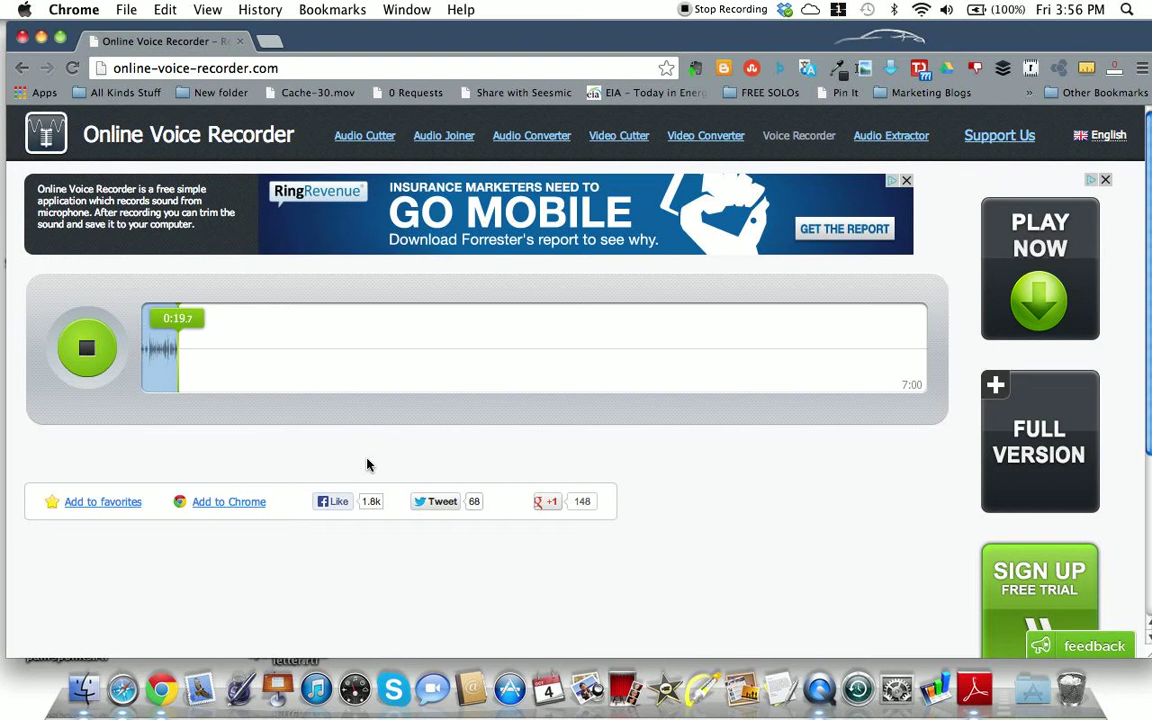 Chrome File Edit View History Bookmarks Window Help Stop Recording (100%) Fri 3:56 PM
Online Voice Recorder – R
online-voice-recorder.com
Apps All Kinds Stuff New folder Cache-30.mov 0 Requests Share with Seesmic eia EIA – Today in Energ FREE SOLOs Pin It Marketing Blogs » Other Bookmarks
Online Voice Recorder Audio Cutter Audio Joiner Audio Converter Video Cutter Video Converter Voice Recorder Audio Extractor Support Us English
Online Voice Recorder is a free simple
application which records sound from
microphone. After recording you can trim the
sound and save it to your computer.
RingRevenue
INSURANCE MARKETERS NEED TO
GO MOBILE
Download Forrester's report to see why.
GET THE REPORT
PLAY
NOW
0:19.7
7:00
FULL
VERSION
Add to favorites Add to Chrome Like 1.8k Tweet 68 +1 148
SIGN UP
FREE TRIAL
feedback
letter.rtf
OCT
4